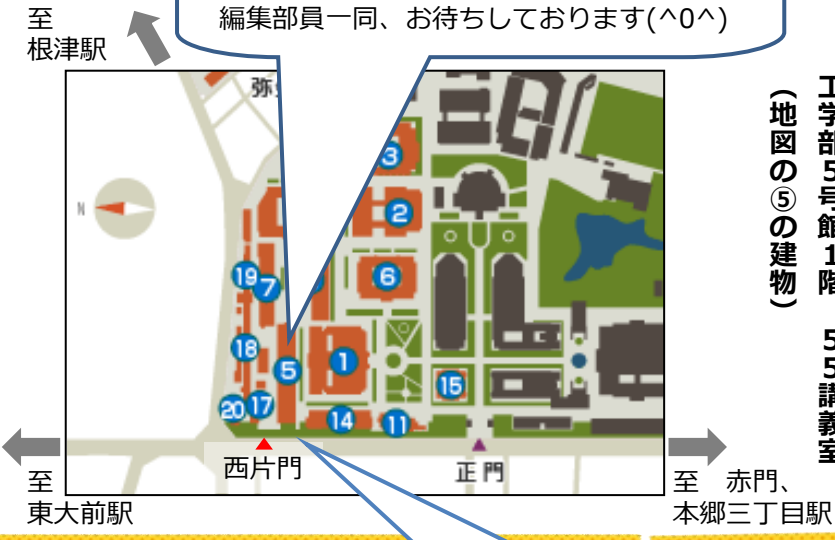 編集部員一同、お待ちしております(^0^)
至
根津駅
工学部5号館1階 55講義室
(地図の⑤の建物)
弥
N
3
2
6
19
7
18
5
1
15
20
17
14
11
西片門
正門
至
東大前駅
至 赤門、
本郷三丁目駅